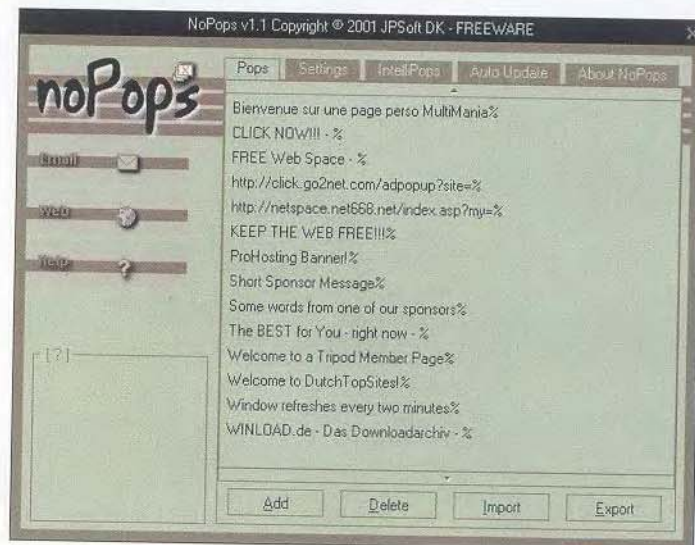 NoPops v1.1 Copyright © 2001 JPSoft DK - FREEWARE
noPops
Pops
Settings
IntelliPops
Auto Update
About NoPops
Email
Web
Help
[?]
Bienvenue sur une page perso MultiMania%
CLICK NOW!!! - %
FREE Web Space - %
http://click.go2net.com/adpopup?site=%
http://netspace.net666.net/index.asp?my=%
KEEP THE WEB FREE!!!%
ProHosting Banner!%
Short Sponsor Message%
Some words from one of our sponsors%
The BEST for You - right now - %
Welcome to a Tripod Member Page%
Welcome to DutchTopSites!%
Window refreshes every two minutes%
WINLOAD.de - Das Downloadarchiv - %
Add
Delete
Import
Export